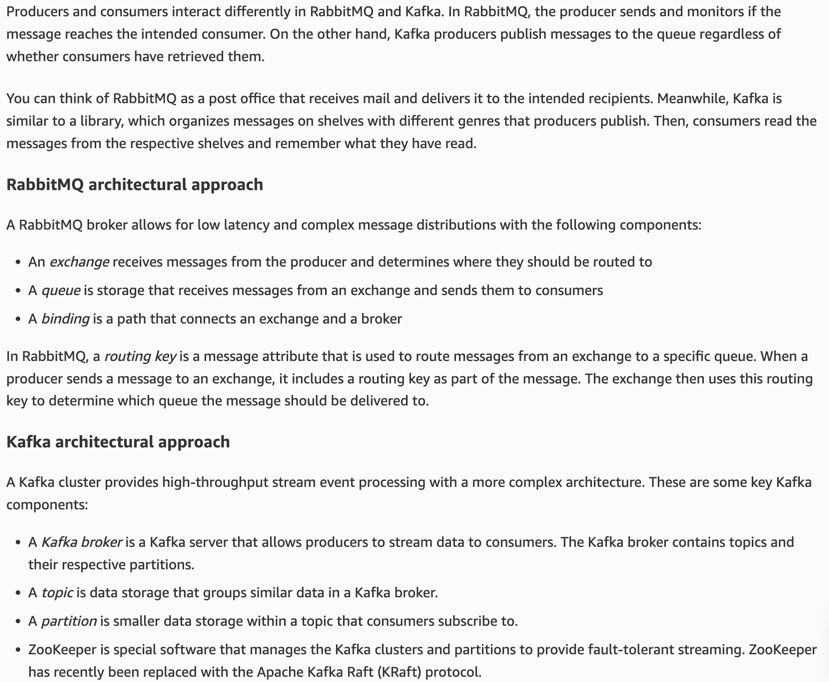 Producers and consumers interact differently in RabbitMQ and Kafka. In RabbitMQ, the producer sends and monitors if the
message reaches the intended consumer. On the other hand, Kafka producers publish messages to the queue regardless of
whether consumers have retrieved them.
You can think of RabbitMQ as a post office that receives mail and delivers it to the intended recipients. Meanwhile, Kafka is
similar to a library, which organizes messages on shelves with different genres that producers publish. Then, consumers read the
messages from the respective shelves and remember what they have read.
RabbitMQ architectural approach
A RabbitMQ broker allows for low latency and complex message distributions with the following components:
• An exchange receives messages from the producer and determines where they should be routed to
• A queue is storage that receives messages from an exchange and sends them to consumers
• A binding is a path that connects an exchange and a broker
In RabbitMQ, a routing key is a message attribute that is used to route messages from an exchange to a specific queue. When a
producer sends a message to an exchange, it includes a routing key as part of the message. The exchange then uses this routing
key to determine which queue the message should be delivered to.
Kafka architectural approach
A Kafka cluster provides high-throughput stream event processing with a more complex architecture. These are some key Kafka
components:
• A Kafka broker is a Kafka server that allows producers to stream data to consumers. The Kafka broker contains topics and
their respective partitions.
• A topic is data storage that groups similar data in a Kafka broker.
• A partition is smaller data storage within a topic that consumers subscribe to.
• ZooKeeper is special software that manages the Kafka clusters and partitions to provide fault-tolerant streaming. ZooKeeper
has recently been replaced with the Apache Kafka Raft (KRaft) protocol.